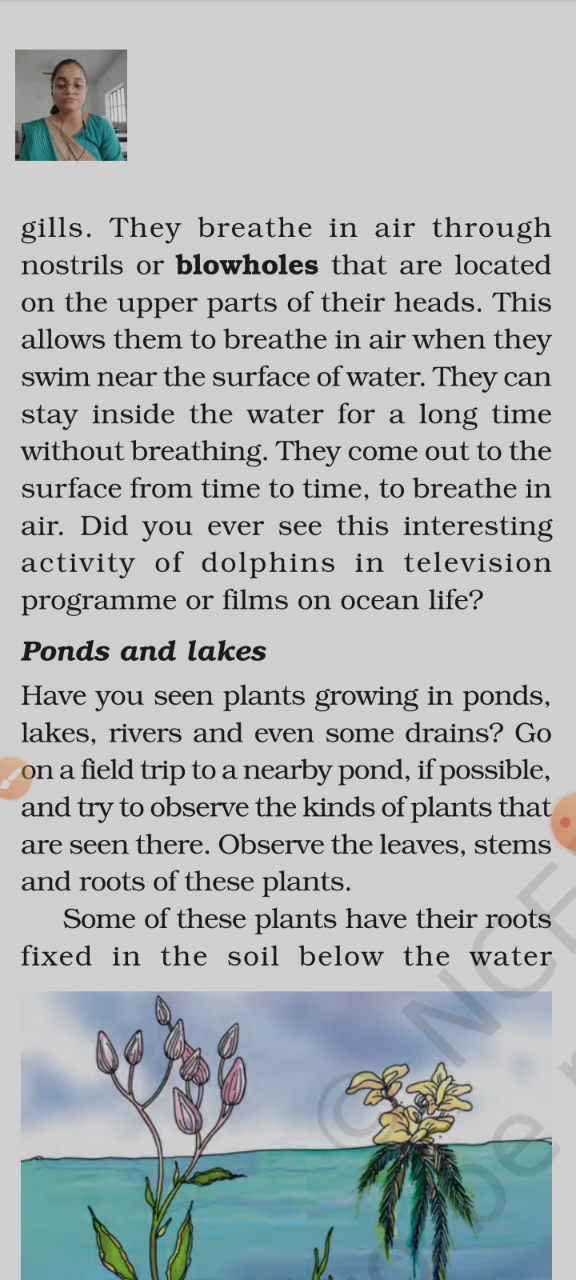 gills. They breathe in air through
nostrils or blowholes that are located
on the upper parts of their heads. This
allows them to breathe in air when they
swim near the surface of water. They can
stay inside the water for a long time
without breathing. They come out to the
surface from time to time, to breathe in
air. Did you ever see this interesting
activity of dolphins in television
programme or films on ocean life?
Ponds and lakes
Have you seen plants growing in ponds,
lakes, rivers and even some drains? Go
on a field trip to a nearby pond, if possible,
and try to observe the kinds of plants that
are seen there. Observe the leaves, stems
and roots of these plants.
Some of these plants have their roots
fixed in the soil below the water
© NCE
be